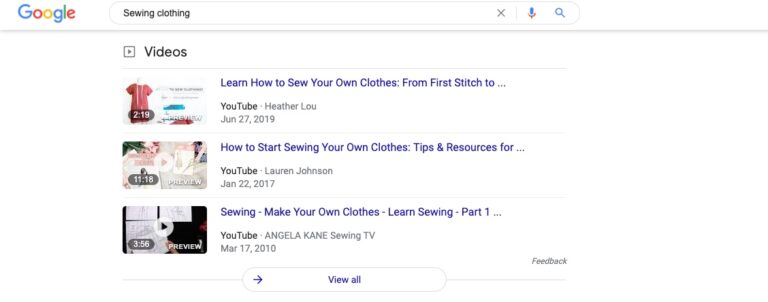 Google
Sewing clothing
Videos
Learn How to Sew Your Own Clothes: From First Stitch to ...
2:19
PREVIEW
YouTube · Heather Lou
Jun 27, 2019
How to Start Sewing Your Own Clothes: Tips & Resources for ...
11:18
PREVIEW
YouTube · Lauren Johnson
Jan 22, 2017
Sewing - Make Your Own Clothes - Learn Sewing - Part 1 ...
3:56
PREVIEW
YouTube · ANGELA KANE Sewing TV
Mar 17, 2010
Feedback
View all